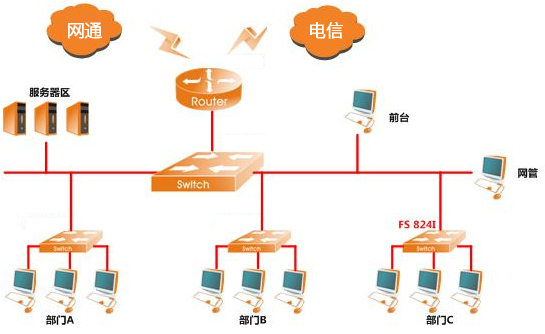 网通
电信
Router
服务器区
前台
Switch
网管
FS 824I
Switch
Switch
Switch
部门A
部门B
部门C